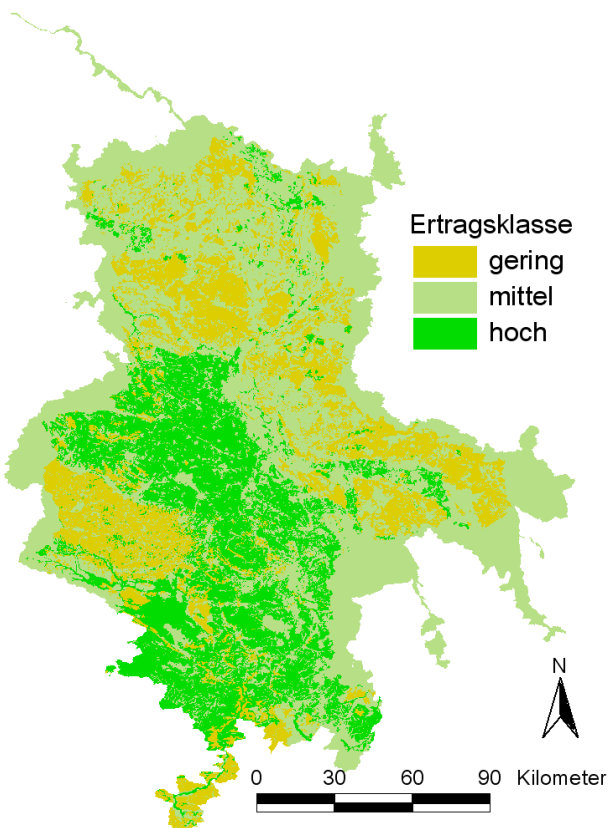 Ertragsklasse
gering
mittel
hoch
N
0 30 60 90 Kilometer